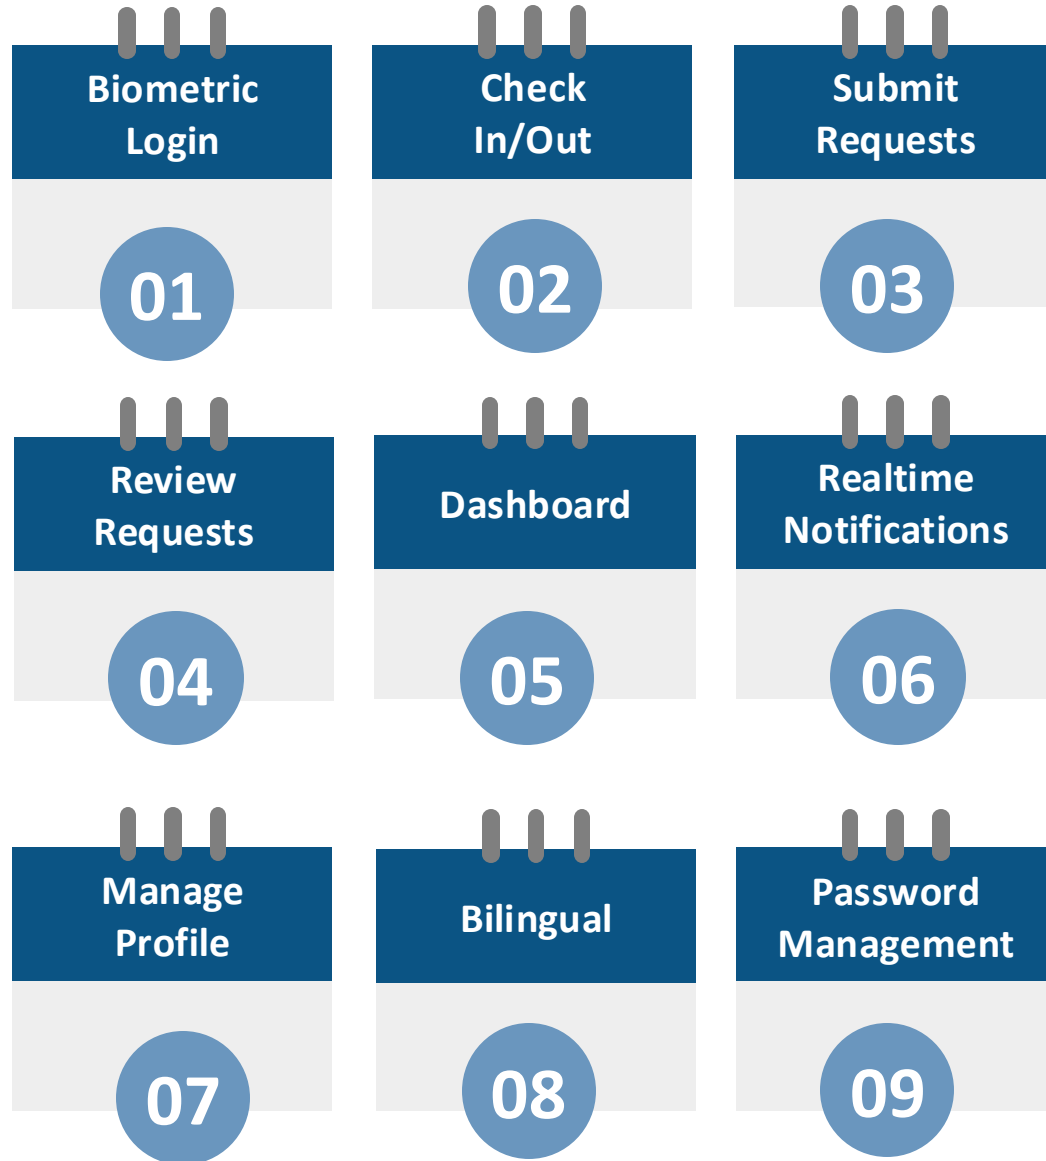 Biometric
Login
01
Check
In/Out
02
Submit
Requests
03
Review
Requests
04
Dashboard
05
Realtime
Notifications
06
Manage
Profile
07
Bilingual
08
Password
Management
09